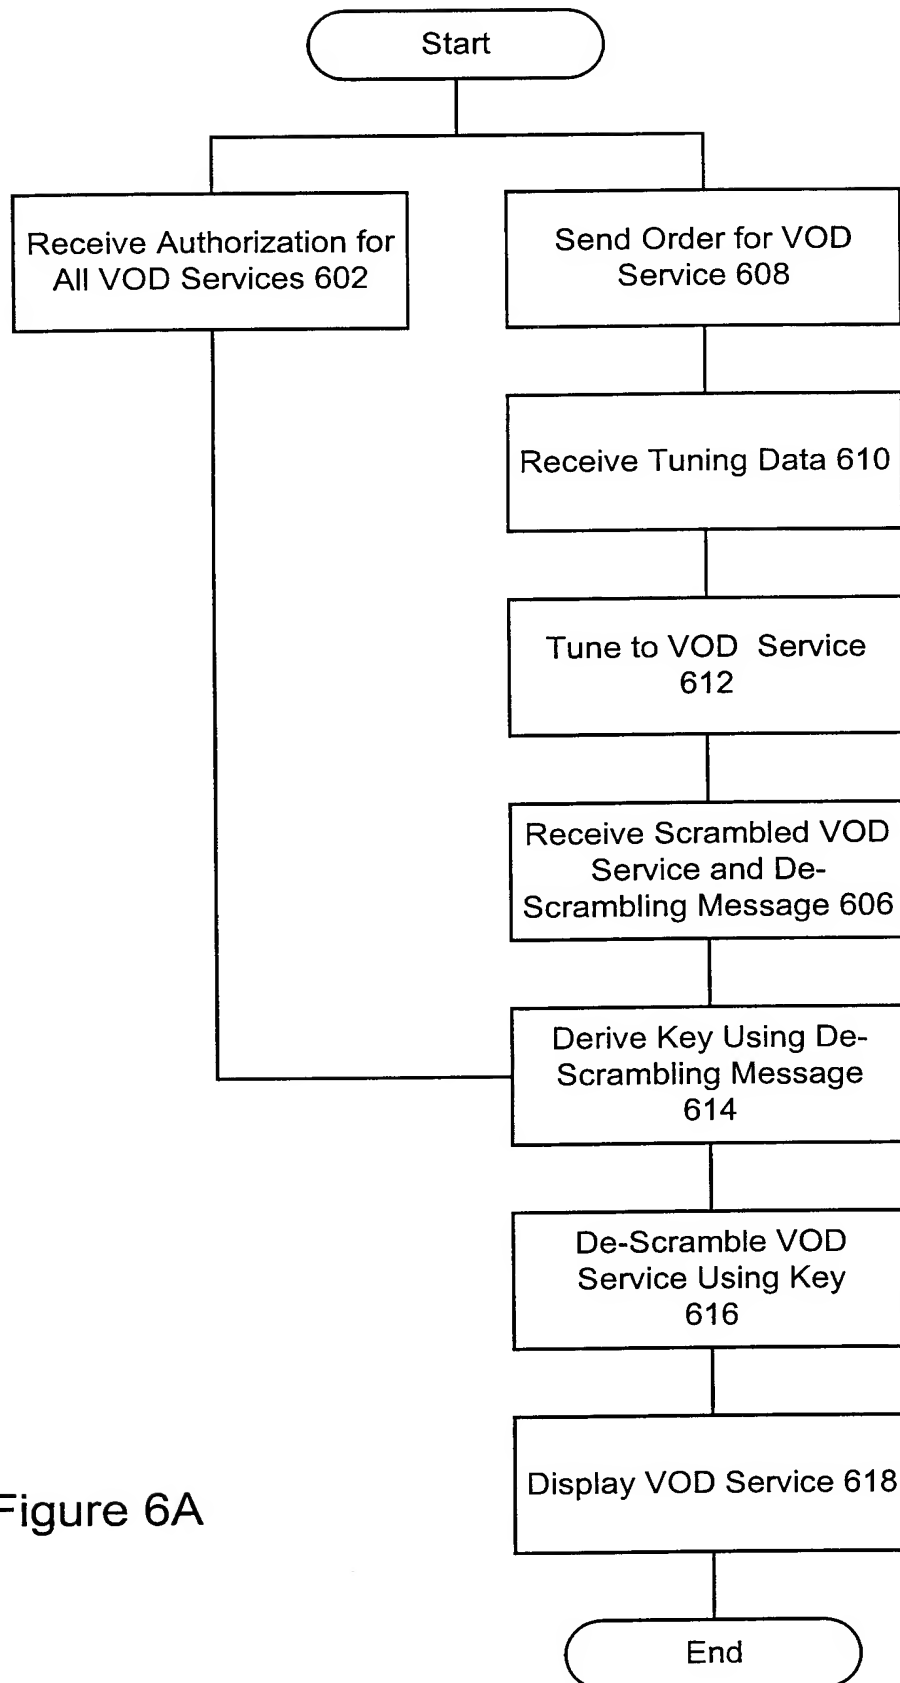 Start
Receive Authorization for
All VOD Services 602
Send Order for VOD
Service 608
Receive Tuning Data 610
Tune to VOD Service
612
Receive Scrambled VOD
Service and De-
Scrambling Message 606
Derive Key Using De-
Scrambling Message
614
De-Scramble VOD
Service Using Key
616
Display VOD Service 618
Figure 6A
End